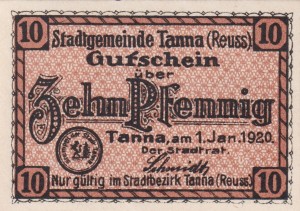 10 Stadtgemeinde Tanna (Reuss) 10
Gutschein
über
Zehn Pfennig
Tanna, am 1. Jan. 1920.
Der Stadtrat
Schmidt
10 Nur gültig im Stadtbezirk Tanna (Reuss) 10